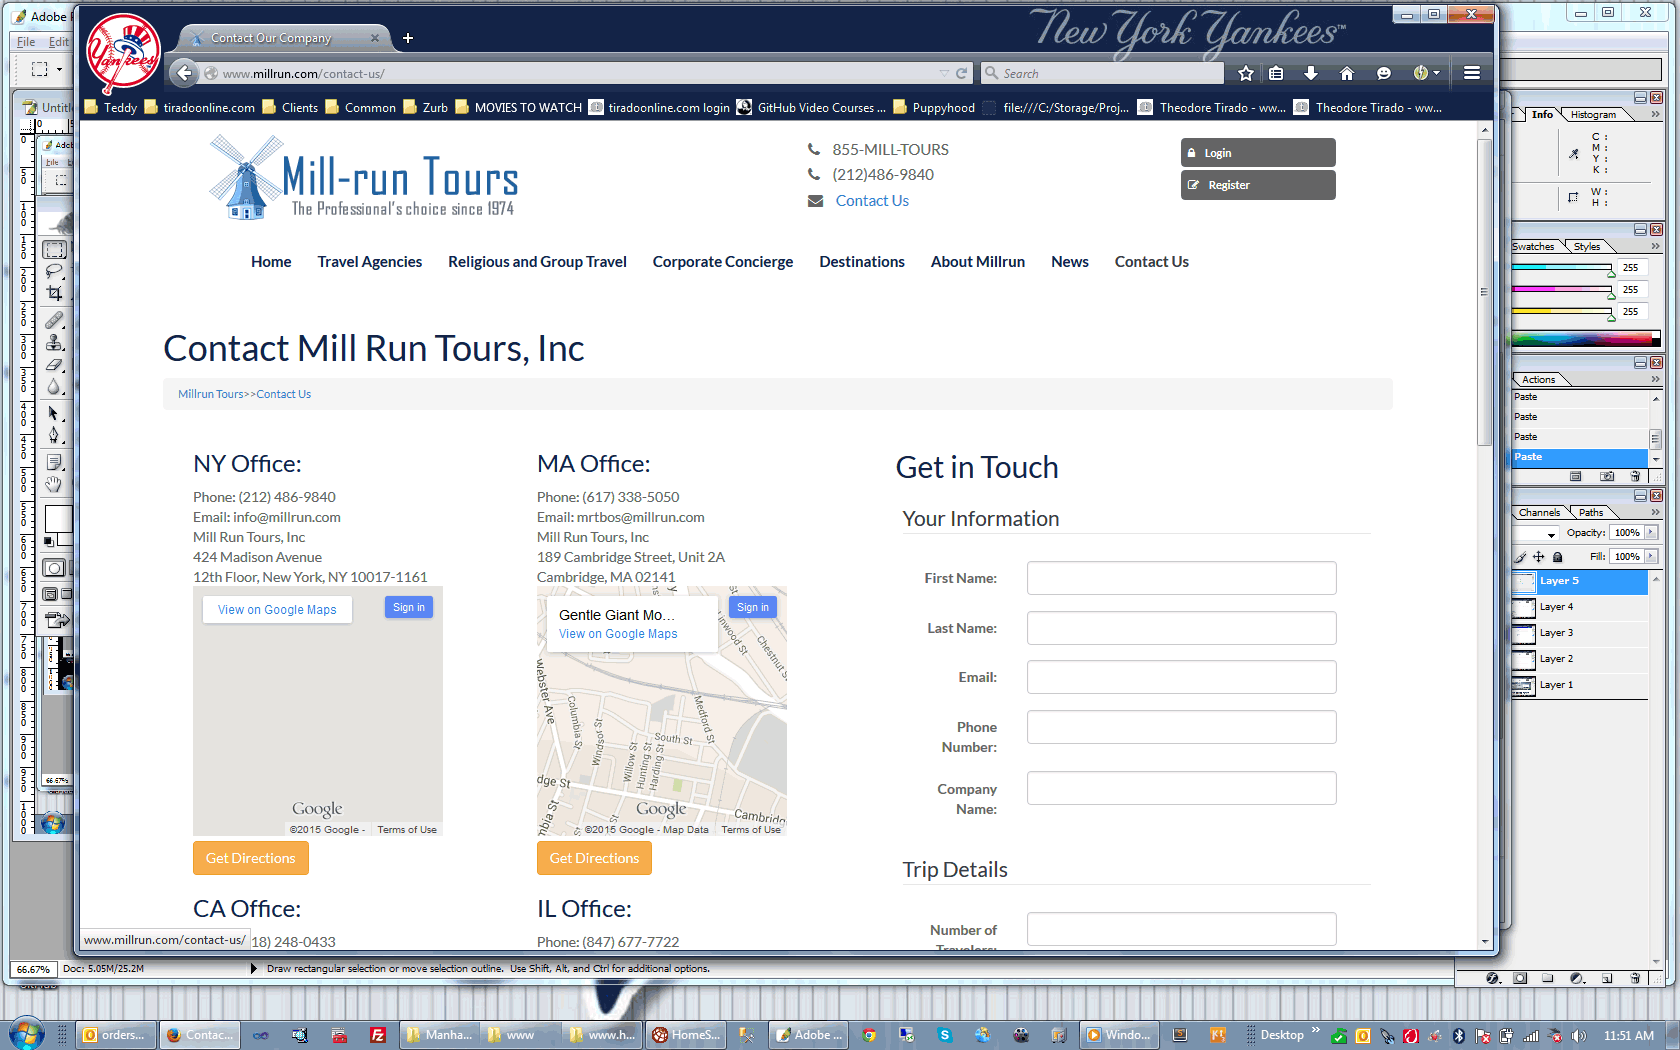 Adobe
File Edit
Contact Our Company
New York Yankees™
Yankees
www.millrun.com/contact-us/
Search
Teddy
tiradoonline.com
Clients
Common
Zurb
MOVIES TO WATCH
tiradoonline.com login
GitHub Video Courses ...
Puppyhood
file:///C:/Storage/Proj...
Theodore Tirado - ww...
Theodore Tirado - ww...
Mill-run Tours
The Professional's choice since 1974
855-MILL-TOURS
(212)486-9840
Contact Us
Login
Register
Home
Travel Agencies
Religious and Group Travel
Corporate Concierge
Destinations
About Millrun
News
Contact Us
Contact Mill Run Tours, Inc
Millrun Tours>>Contact Us
NY Office:
Phone: (212) 486-9840
Email: info@millrun.com
Mill Run Tours, Inc
424 Madison Avenue
12th Floor, New York, NY 10017-1161
View on Google Maps
Sign in
Google
©2015 Google -
Terms of Use
Get Directions
MA Office:
Phone: (617) 338-5050
Email: mrtbos@millrun.com
Mill Run Tours, Inc
189 Cambridge Street, Unit 2A
Cambridge, MA 02141
Gentle Giant Mo...
View on Google Maps
Sign in
Linwood St
Chestnut St
Webster Ave
Columbia St
Windsor St
Willow St
Hunting St
Harding St
Medford St
South St
dge St
Cambridg
bia St
Google
©2015 Google - Map Data
Terms of Use
Get Directions
CA Office:
18) 248-0433
IL Office:
Phone: (847) 677-7722
Get in Touch
Your Information
First Name:
Last Name:
Email:
Phone
Number:
Company
Name:
Trip Details
Number of
Travelers:
www.millrun.com/contact-us/
Info
Histogram
C :
M :
Y :
K :
W :
H :
Swatches
Styles
255
255
255
Actions
Paste
Paste
Paste
Paste
Channels
Paths
Opacity: 100%
Fill: 100%
Layer 5
Layer 4
Layer 3
Layer 2
Layer 1
66.67%
Doc: 5.05M/25.2M
Draw rectangular selection or move selection outline. Use Shift, Alt, and Ctrl for additional options.
orders...
Contac...
Manha...
www
www.h...
HomeS...
Adobe ...
Windo...
Desktop
11:51 AM